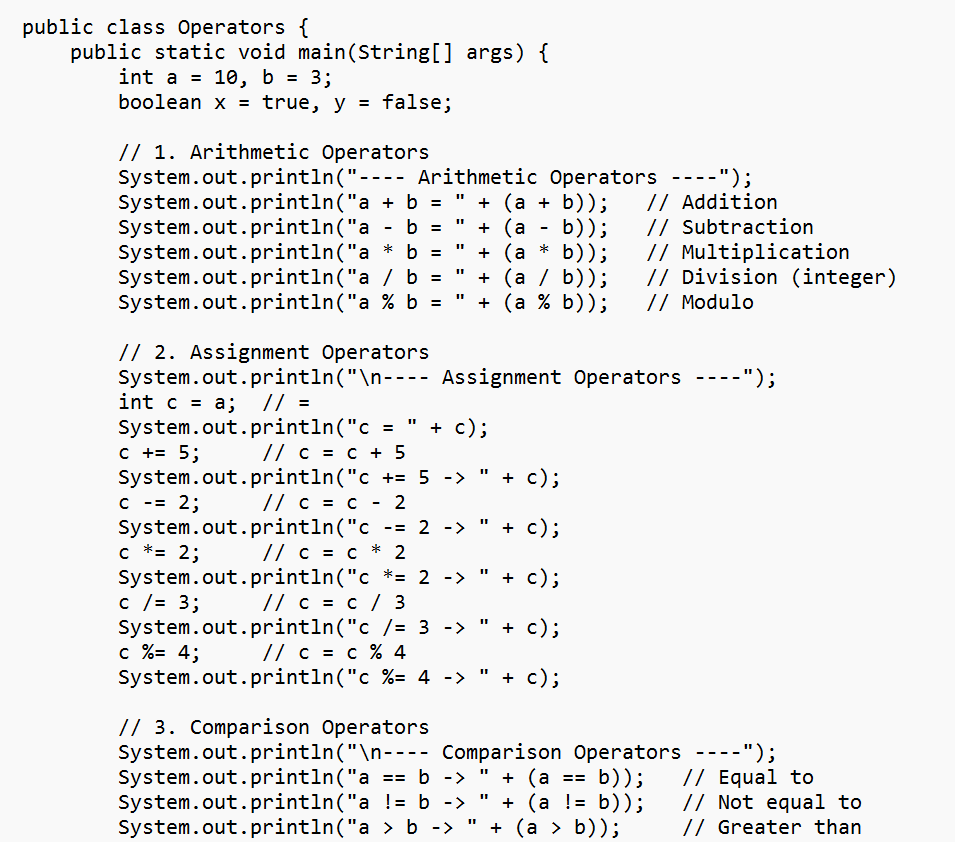 public class Operators {
    public static void main(String[] args) {
        int a = 10, b = 3;
        boolean x = true, y = false;

        // 1. Arithmetic Operators
        System.out.println("---- Arithmetic Operators ----");
        System.out.println("a + b = " + (a + b));   // Addition
        System.out.println("a - b = " + (a - b));   // Subtraction
        System.out.println("a * b = " + (a * b));   // Multiplication
        System.out.println("a / b = " + (a / b));   // Division (integer)
        System.out.println("a % b = " + (a % b));   // Modulo

        // 2. Assignment Operators
        System.out.println("\n---- Assignment Operators ----");
        int c = a;  // =
        System.out.println("c = " + c);
        c += 5;     // c = c + 5
        System.out.println("c += 5 -> " + c);
        c -= 2;     // c = c - 2
        System.out.println("c -= 2 -> " + c);
        c *= 2;     // c = c * 2
        System.out.println("c *= 2 -> " + c);
        c /= 3;     // c = c / 3
        System.out.println("c /= 3 -> " + c);
        c %= 4;     // c = c % 4
        System.out.println("c %= 4 -> " + c);

        // 3. Comparison Operators
        System.out.println("\n---- Comparison Operators ----");
        System.out.println("a == b -> " + (a == b));   // Equal to
        System.out.println("a != b -> " + (a != b));   // Not equal to
        System.out.println("a > b -> " + (a > b));     // Greater than